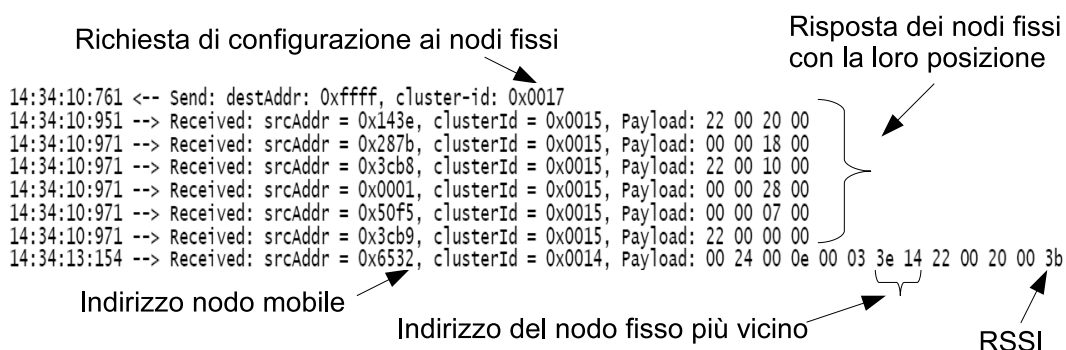 Richiesta di configurazione ai nodi fissi
Risposta dei nodi fissi
con la loro posizione
14:34:10:761 <-- Send: destAddr: 0xffff, cluster-id: 0x0017
14:34:10:951 --> Received: srcAddr = 0x143e, clusterId = 0x0015, Payload: 22 00 20 00
14:34:10:971 --> Received: srcAddr = 0x287b, clusterId = 0x0015, Payload: 00 00 18 00
14:34:10:971 --> Received: srcAddr = 0x3cb8, clusterId = 0x0015, Payload: 22 00 10 00
14:34:10:971 --> Received: srcAddr = 0x0001, clusterId = 0x0015, Payload: 00 00 28 00
14:34:10:971 --> Received: srcAddr = 0x50f5, clusterId = 0x0015, Payload: 00 00 07 00
14:34:10:971 --> Received: srcAddr = 0x3cb9, clusterId = 0x0015, Payload: 22 00 00 00
14:34:13:154 --> Received: srcAddr = 0x6532, clusterId = 0x0014, Payload: 00 24 00 0e 00 03 3e 14 22 00 20 00 3b
Indirizzo nodo mobile
Indirizzo del nodo fisso più vicino
RSSI